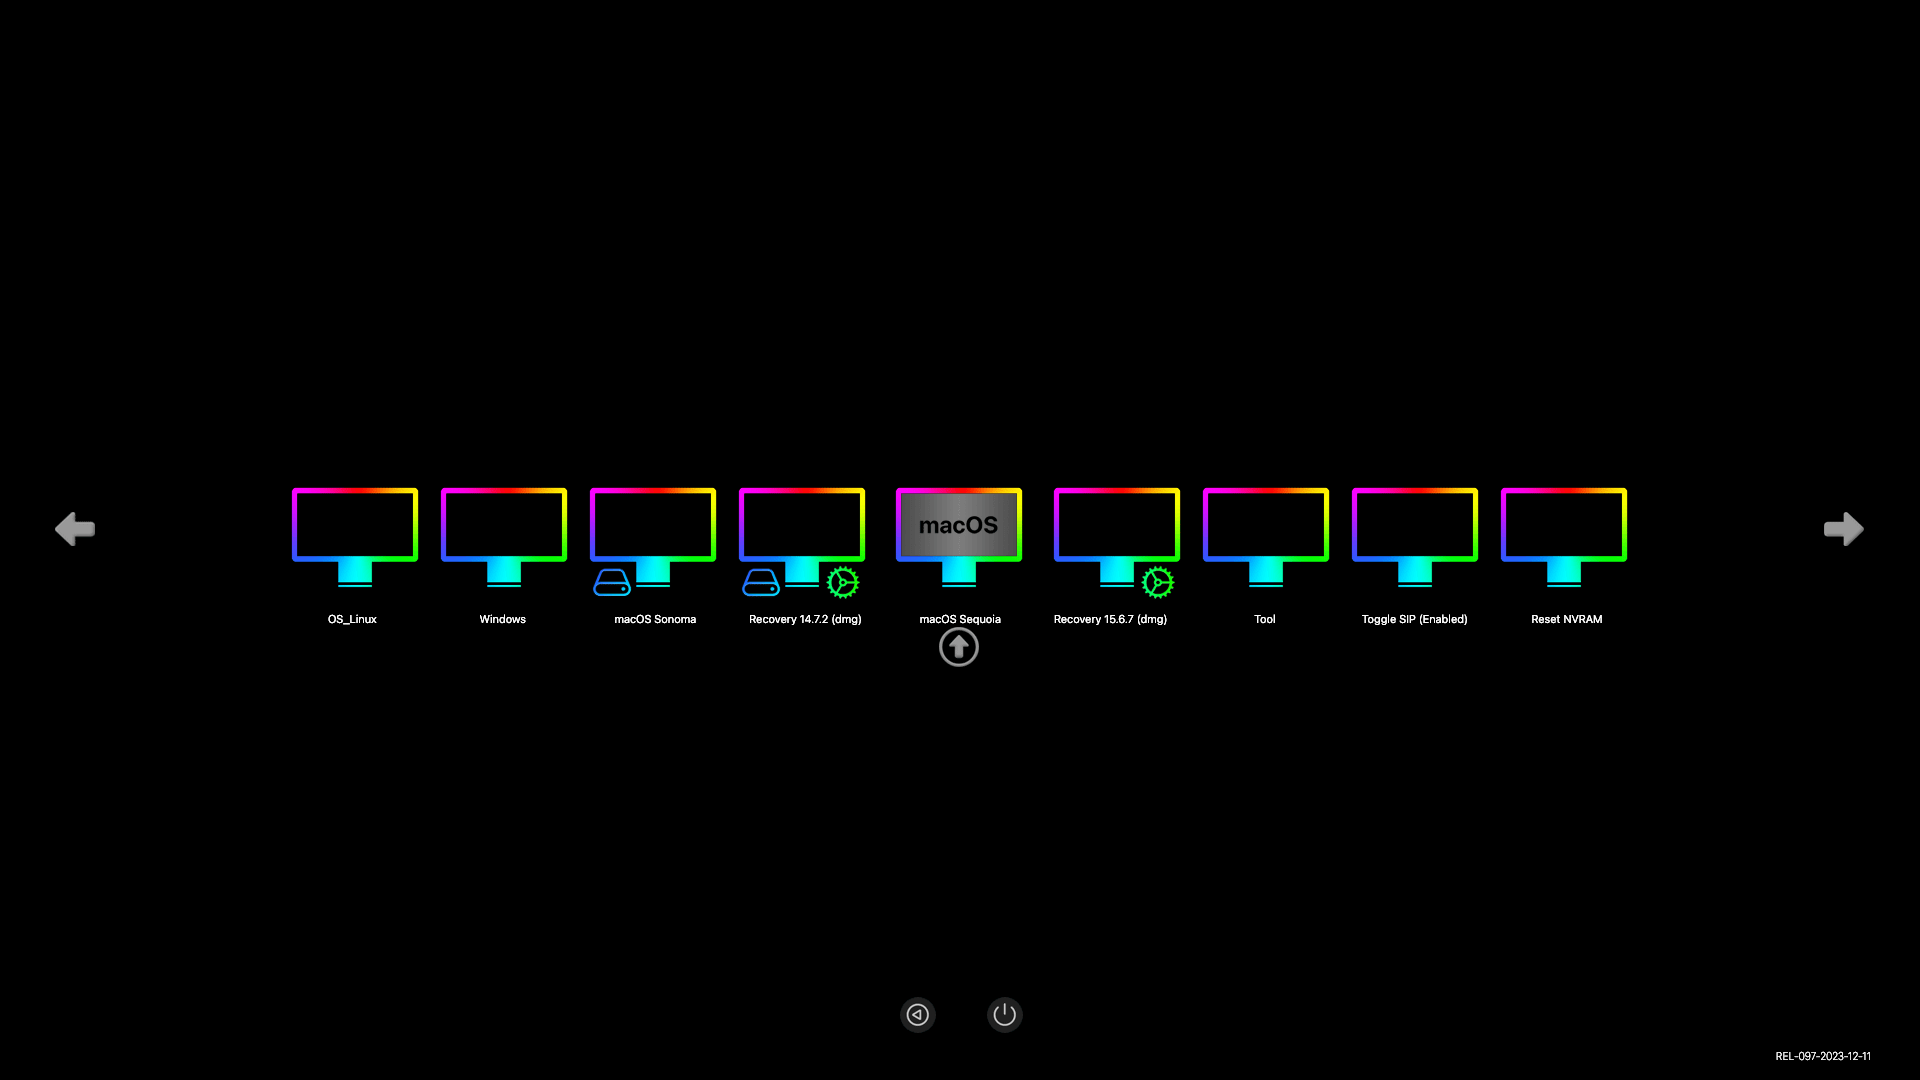 macOS
OS_Linux
Windows
macOS Sonoma
Recovery 14.7.2 (dmg)
macOS Sequoia
Recovery 15.6.7 (dmg)
Tool
Toggle SIP (Enabled)
Reset NVRAM
REL-097-2023-12-11